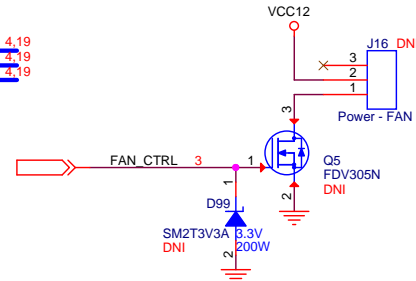 VCC12
4,19
4,19
4,19
J16 DNI
3
2
1
Power - FAN
3
FAN_CTRL 3
1
Q5
FDV305N
DNI
2
1
D99
SM2T3V3A 3.3V
DNI 200W
2